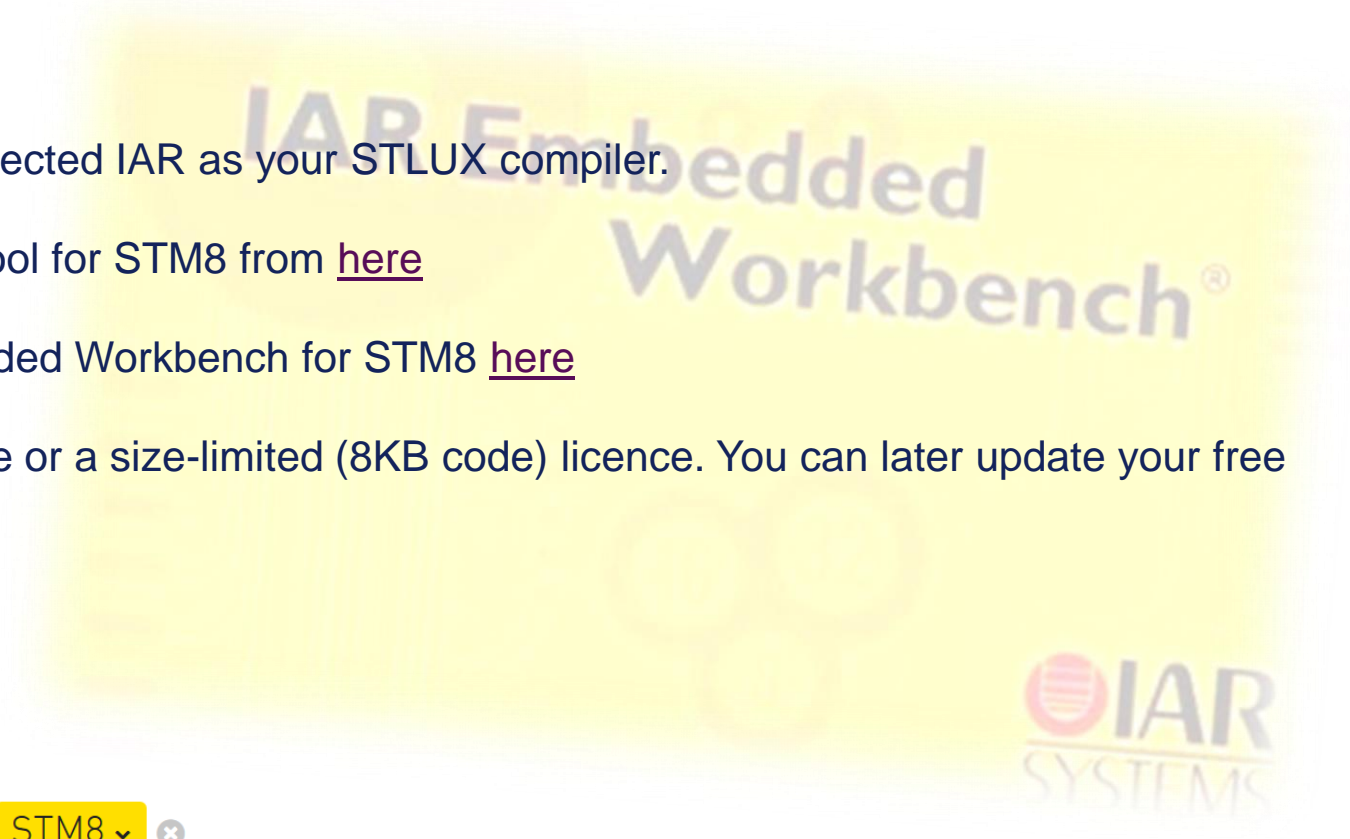 IAR Embedded
Workbench®
ected IAR as your STLUX compiler.
ool for STM8 from here
ded Workbench for STM8 here
e or a size-limited (8KB code) licence. You can later update your free
IAR
SYSTEMS
STM8